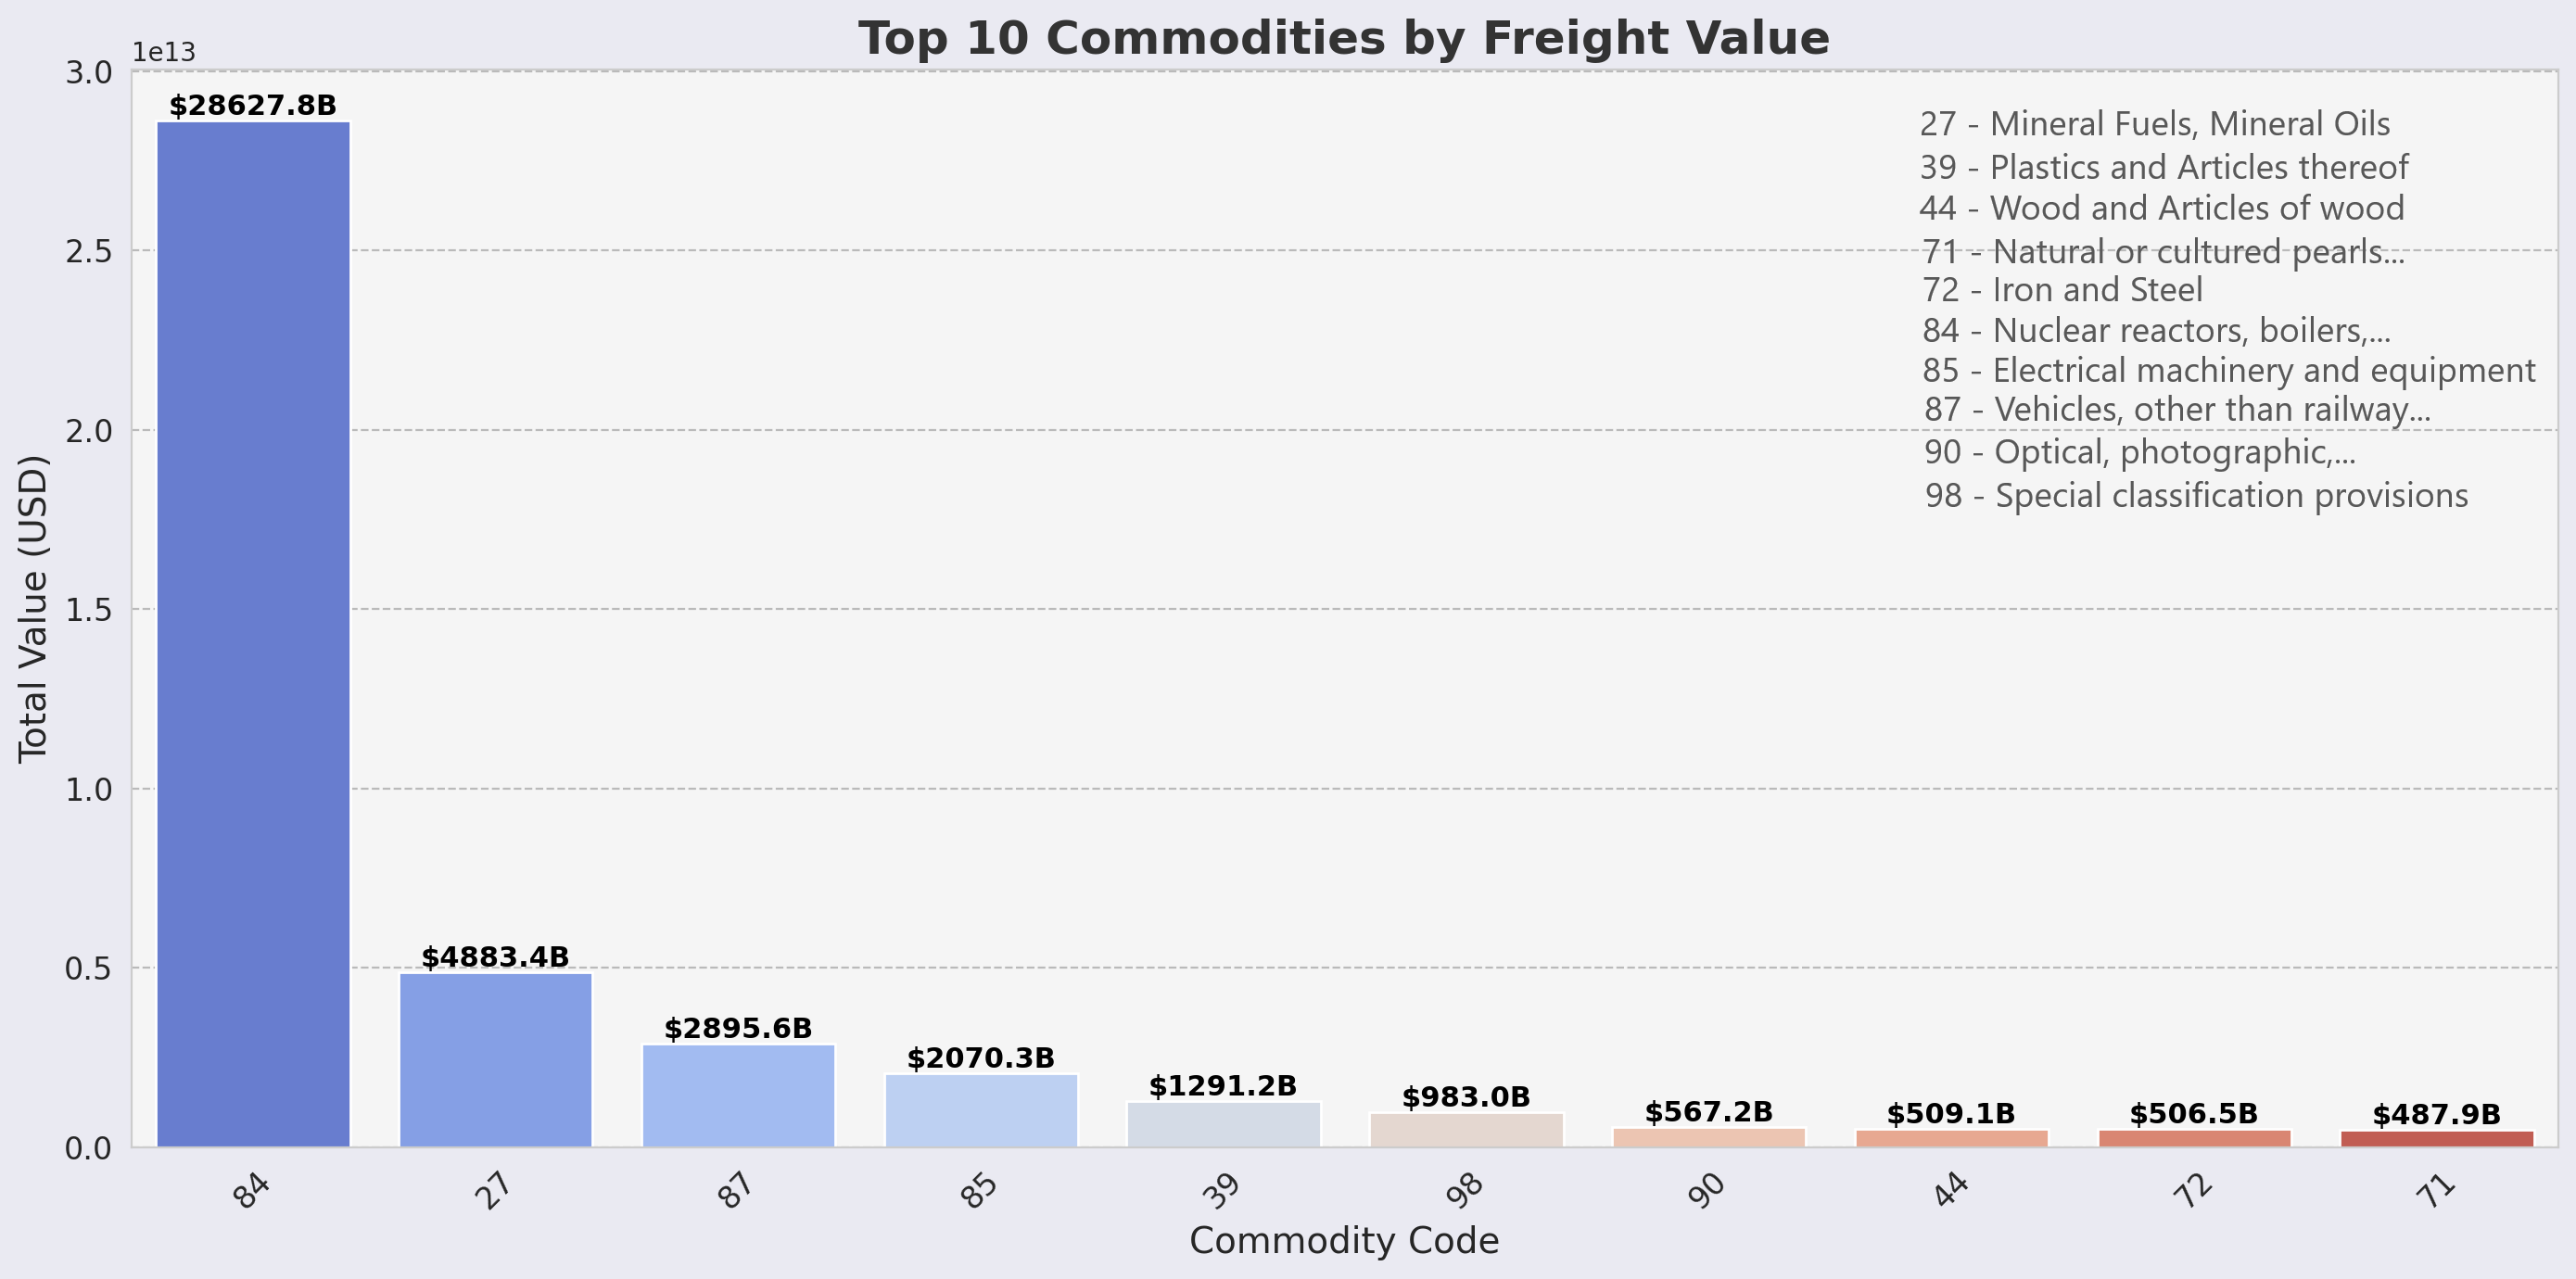 Top 10 Commodities by Freight Value
1e13
3.0
2.5
2.0
1.5
1.0
0.5
0.0
Total Value (USD)
$28627.8B
$4883.4B
$2895.6B
$2070.3B
$1291.2B
$983.0B
$567.2B
$509.1B
$506.5B
$487.9B
27 - Mineral Fuels, Mineral Oils
39 - Plastics and Articles thereof
44 - Wood and Articles of wood
71 - Natural or cultured pearls...
72 - Iron and Steel
84 - Nuclear reactors, boilers,...
85 - Electrical machinery and equipment
87 - Vehicles, other than railway...
90 - Optical, photographic,...
98 - Special classification provisions
84
27
87
85
39
98
90
44
72
71
Commodity Code